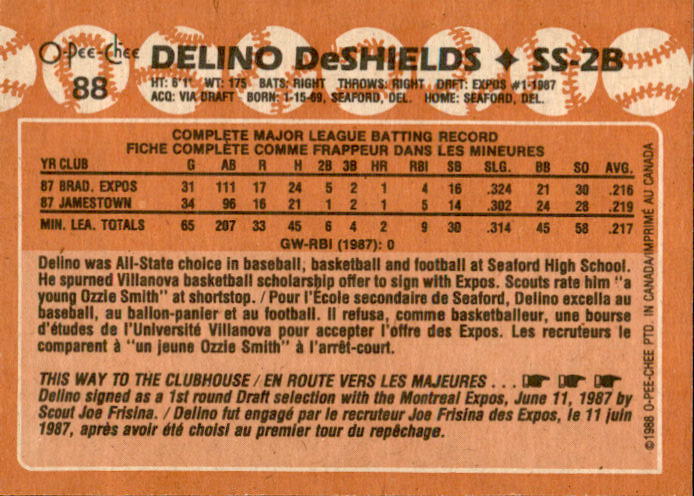 O-Pee-Chee
88
DELINO DeSHIELDS ✦ SS-2B
HT: 6'1" WT: 175 BATS: RIGHT THROWS: RIGHT DRAFT: EXPOS #1-1987
ACQ: VIA DRAFT BORN: 1-15-69, SEAFORD, DEL. HOME: SEAFORD, DEL.
COMPLETE MAJOR LEAGUE BATTING RECORD
FICHE COMPLÈTE COMME FRAPPEUR DANS LES MINEURES
YR CLUB G AB R H 2B 3B HR RBI SB SLG. BB SO AVG.
87 BRAD. EXPOS 31 111 17 24 5 2 1 4 16 .324 21 30 .216
87 JAMESTOWN 34 96 16 21 1 2 1 5 14 .302 24 28 .219
MIN. LEA. TOTALS 65 207 33 45 6 4 2 9 30 .314 45 58 .217
GW-RBI (1987): 0
Delino was All-State choice in baseball, basketball and football at Seaford High School.
He spurned Villanova basketball scholarship offer to sign with Expos. Scouts rate him "a
young Ozzie Smith" at shortstop. / Pour l'École secondaire de Seaford, Delino excella au
baseball, au ballon-panier et au football. Il refusa, comme basketballeur, une bourse
d'études de l'Université Villanova pour accepter l'offre des Expos. Les recruteurs le
comparent à "un jeune Ozzie Smith" à l'arrêt-court.
THIS WAY TO THE CLUBHOUSE / EN ROUTE VERS LES MAJEURES . . .
Delino signed as a 1st round Draft selection with the Montreal Expos, June 11, 1987 by
Scout Joe Frisina. / Delino fut engagé par le recruteur Joe Frisina des Expos, le 11 juin
1987, après avoir été choisi au premier tour du repêchage.
©1988 O-PEE-CHEE PTD. IN CANADA/IMPRIMÉ AU CANADA